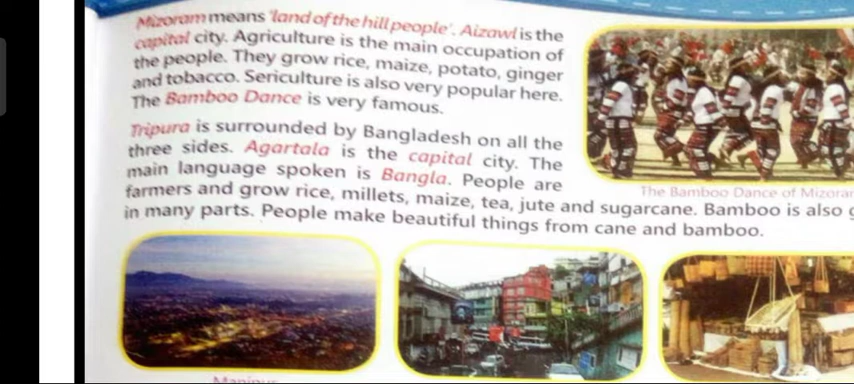 Mizoram means 'land of the hill people'. Aizawl is the
capital city. Agriculture is the main occupation of
the people. They grow rice, maize, potato, ginger
and tobacco. Sericulture is also very popular here.
The Bamboo Dance is very famous.
Tripura is surrounded by Bangladesh on all the
three sides. Agartala is the capital city. The
main language spoken is Bangla. People are
farmers and grow rice, millets, maize, tea, jute and sugarcane. Bamboo is also
in many parts. People make beautiful things from cane and bamboo.
The Bamboo Dance of Mizoram
Manipur